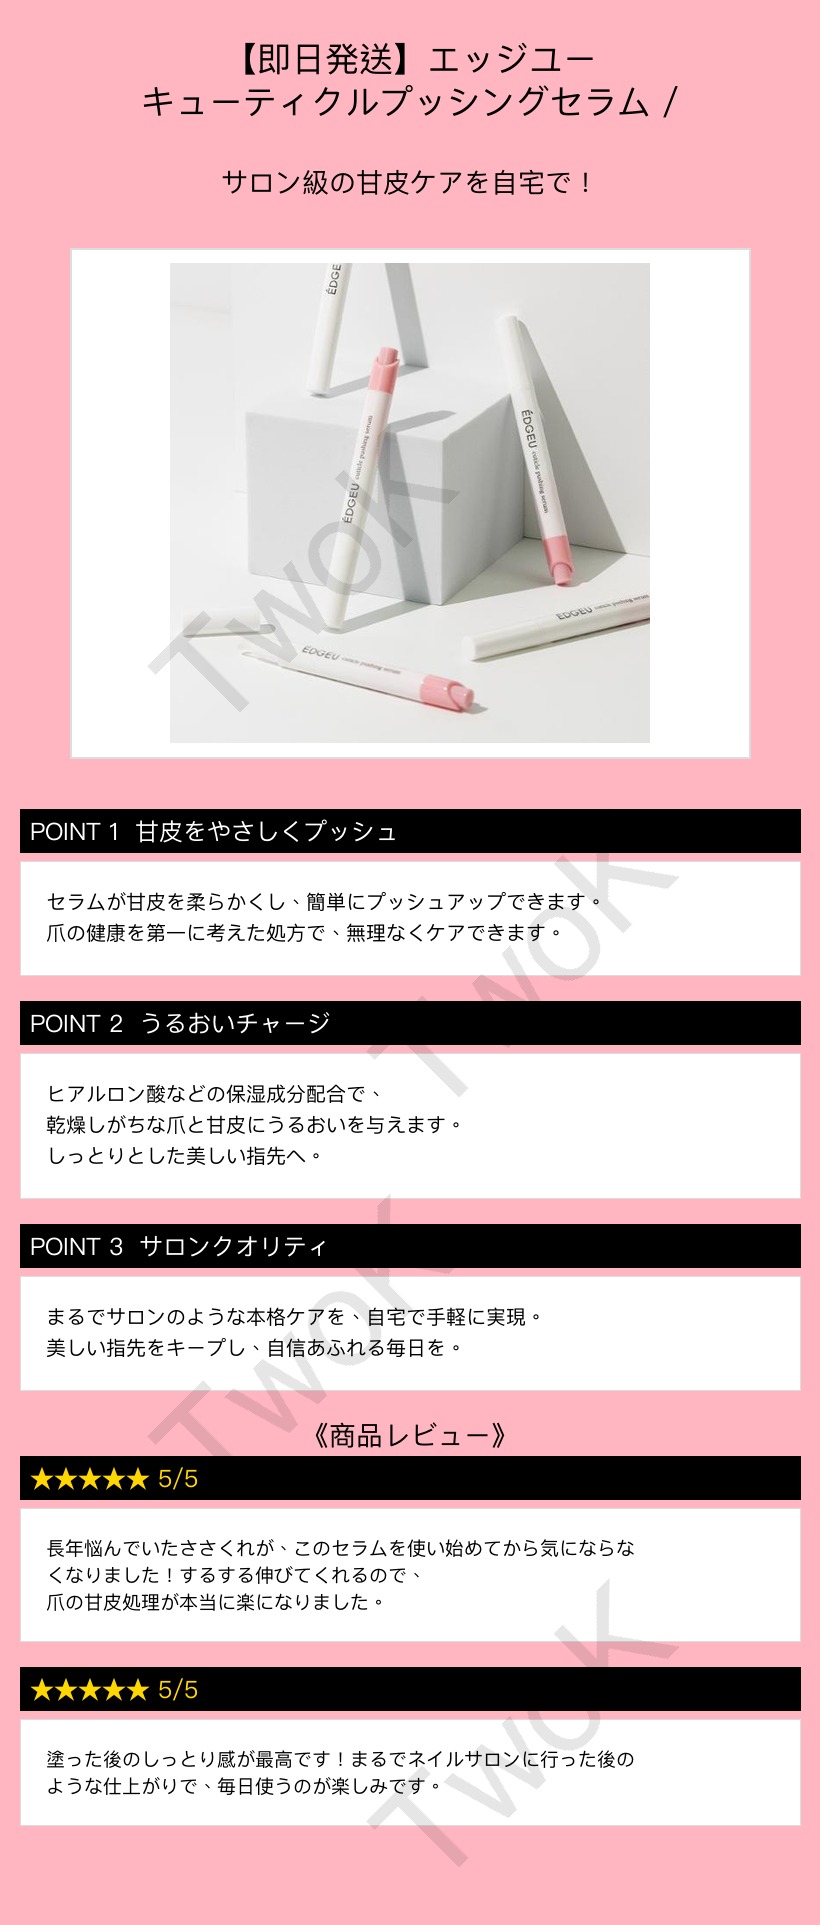 【即日発送】エッジユー
キューティクルプッシングセラム /
サロン級の甘皮ケアを自宅で！
ÉDGE
ÉDGEU cuticle pushing serum
ÉDGEU cuticle pushing serum
ÉDGEU cuticle pushing serum
ÉDGEU cuticle pushing serum
TwoK
POINT 1 甘皮をやさしくプッシュ
セラムが甘皮を柔らかくし、簡単にプッシュアップできます。
爪の健康を第一に考えた処方で、無理なくケアできます。
TwoK
POINT 2 うるおいチャージ
ヒアルロン酸などの保湿成分配合で、
乾燥しがちな爪と甘皮にうるおいを与えます。
しっとりとした美しい指先へ。
POINT 3 サロンクオリティ
まるでサロンのような本格ケアを、自宅で手軽に実現。
美しい指先をキープし、自信あふれる毎日を。
TwoK
《商品レビュー》
★★★★★ 5/5
長年悩んでいたささくれが、このセラムを使い始めてから気にならな
くなりました！するする伸びてくれるので、
爪の甘皮処理が本当に楽になりました。
★★★★★ 5/5
塗った後のしっとり感が最高です！まるでネイルサロンに行った後の
ような仕上がりで、毎日使うのが楽しみです。
TwoK